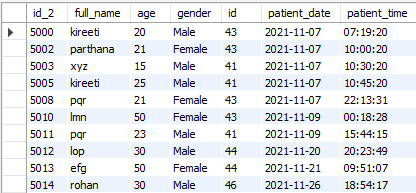 id_2 full_name age gender id patient_date patient_time
5000 kireeti 20 Male 43 2021-11-07 07:19:20
5002 parthana 21 Female 43 2021-11-07 10:00:20
5003 xyz 15 Male 41 2021-11-07 10:30:20
5005 kireeti 25 Male 41 2021-11-07 10:45:20
5008 pqr 21 Female 43 2021-11-07 22:13:31
5010 lmn 50 Female 43 2021-11-09 00:18:28
5011 pqr 23 Male 41 2021-11-09 15:44:15
5012 lop 30 Male 44 2021-11-20 20:23:49
5013 efg 50 Female 44 2021-11-21 09:51:07
5014 rohan 30 Male 46 2021-11-26 18:54:17